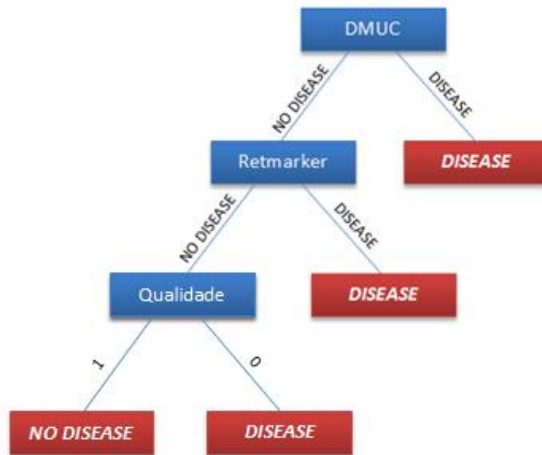 DMUC
NO DISEASE
DISEASE
Retmarker
DISEASE
NO DISEASE
DISEASE
Qualidade
DISEASE
1
0
NO DISEASE
DISEASE